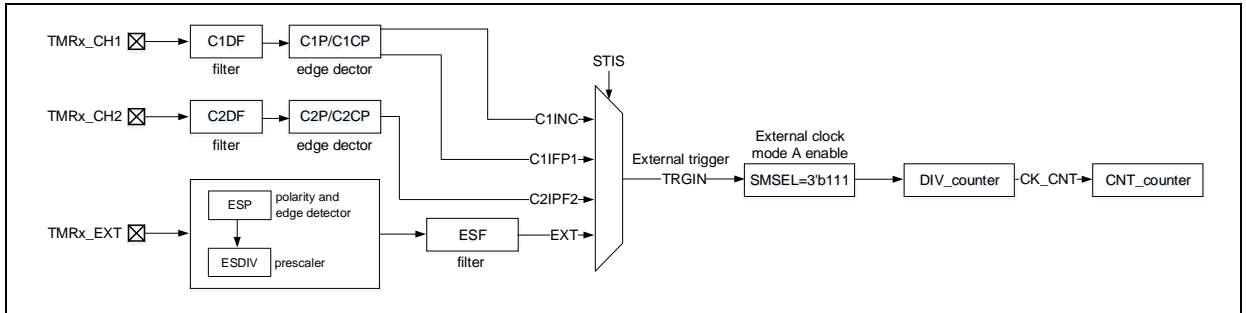 TMRx_CH1
C1DF
filter
C1P/C1CP
edge dector
STIS
TMRx_CH2
C2DF
filter
C2P/C2CP
edge dector
C1INC
C1IFP1
C2IPF2
EXT
TMRx_EXT
ESP
polarity and
edge detector
ESDIV
prescaler
ESF
filter
External trigger
TRGIN
External clock
mode A enable
SMSEL=3'b111
DIV_counter
CK_CNT
CNT_counter